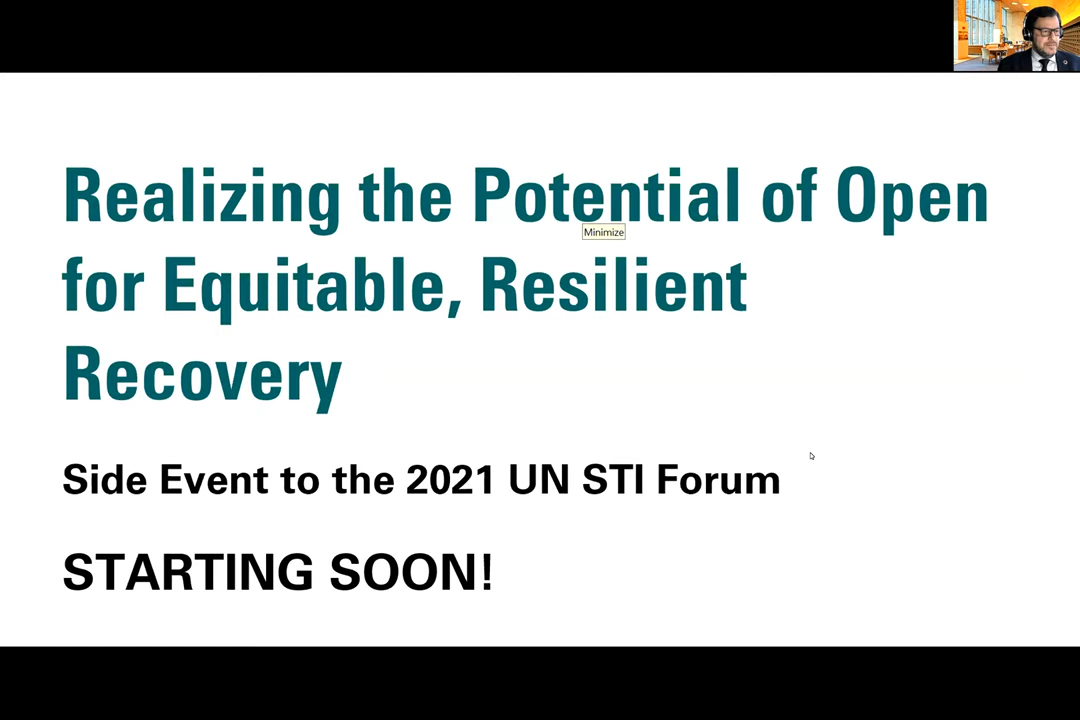 Realizing the Potential of Open
Minimize
for Equitable, Resilient
Recovery
Side Event to the 2021 UN STI Forum
STARTING SOON!